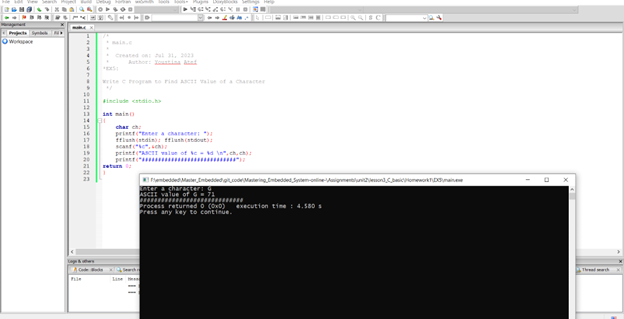 File Edit View Search Project Build Debug Fortran wxSmith Tools Tools+ Plugins DoxyBlocks Settings Help
Management
Projects Symbols
Workspace
main.c
1 /*
2 * main.c
3 *
4 * Created on: Jul 31, 2023
5 * Author:
6 *EX5:
7
8 Write C Program to Find ASCII Value of a Character
9 */
10
11 #include <stdio.h>
12
13 int main()
14 {
15 char ch;
16 printf("Enter a character: ");
17 fflush(stdin); fflush(stdout);
18 scanf("%c",&ch);
19 printf("ASCII value of %c = %d \n",ch,ch);
20 printf("###########################");
21 return 0;
22 }
23
F:\embedded\Master_Embedded\git_code\Mastering_Embedded_System-online-\Assignments\unit2\lesson3_C_basic\Homework1\EX5\main.exe
Enter a character: G
ASCII value of G = 71
###########################
Process returned 0 (0x0) execution time : 4.580 s
Press any key to continue.
Logs & others
Code::Blocks
Thread search
File Line